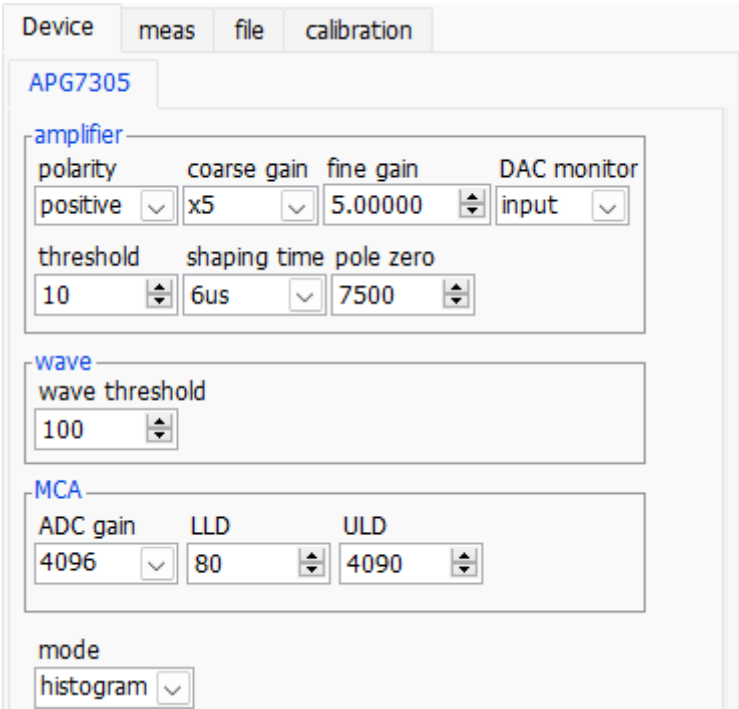 Device meas file calibration
APG7305
amplifier
polarity coarse gain fine gain DAC monitor
positive x5 5.00000 input
threshold shaping time pole zero
10 6us 7500
wave
wave threshold
100
MCA
ADC gain LLD ULD
4096 80 4090
mode
histogram